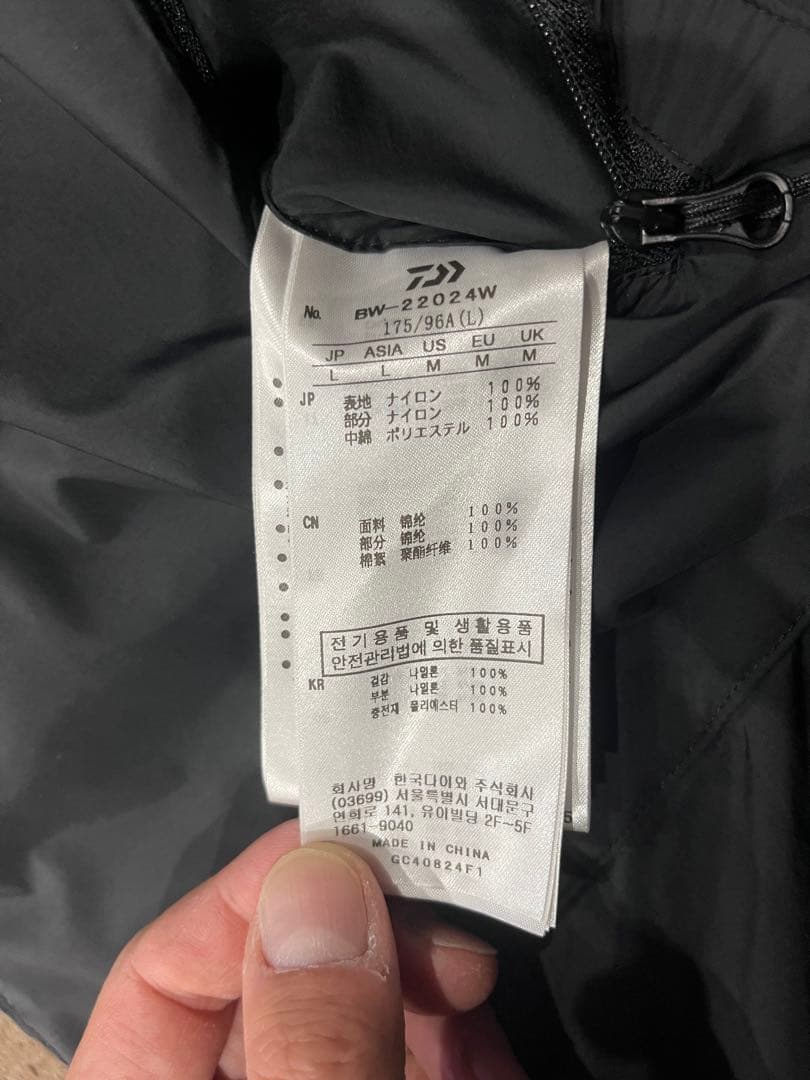 No. BW-22024W
175/96A(L)
JP ASIA US EU UK
L L M M M
JP 表地 ナイロン 100%
部分 ナイロン 100%
中綿 ポリエステル 100%
CN 面料 锦纶 100%
部分 锦纶 100%
棉絮 聚酯纤维 100%
전기용품 및 생활용품
안전관리법에 의한 품질표시
KR 겉감 나일론 100%
부분 나일론 100%
충전재 폴리에스터 100%
회사명 한국다이와 주식회사
(03699) 서울특별시 서대문구
연희로 141, 유이빌딩 2F~5F
1661-9040
MADE IN CHINA
GC40824F1